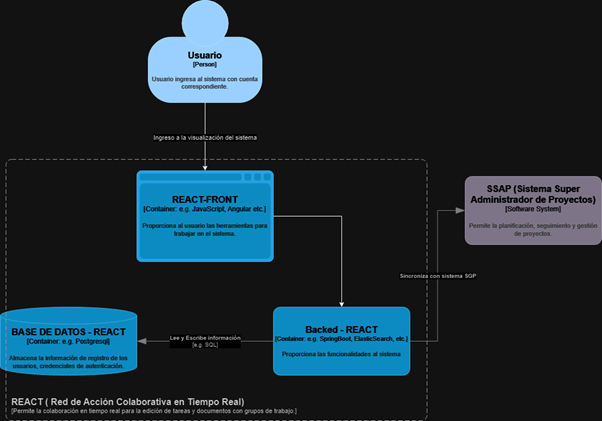 Usuario
[Person]
Usuario ingresa al sistema con cuenta
correspondiente.
Ingreso a la visualización del sistema
REACT-FRONT
[Container: e.g. JavaScript, Angular etc.]
Proporciona al usuario las herramientas para
trabajar en el sistema.
SSAP (Sistema Super
Administrador de Proyectos)
[Software System]
Permite la planificación, seguimiento y gestión
de proyectos.
Sincroniza con sistema SGP
BASE DE DATOS - REACT
[Container: e.g. Postgresql]
Almacena la información de registro de los
usuarios, credenciales de autenticación.
Lee y Escribe información
[e.g. SQL]
Backed - REACT
[Container: e.g. SpringBoot, ElasticSearch, etc.]
Proporciona las funcionalidades al sistema
REACT ( Red de Acción Colaborativa en Tiempo Real)
[Permite la colaboración en tiempo real para la edición de tareas y documentos con grupos de trabajo.]